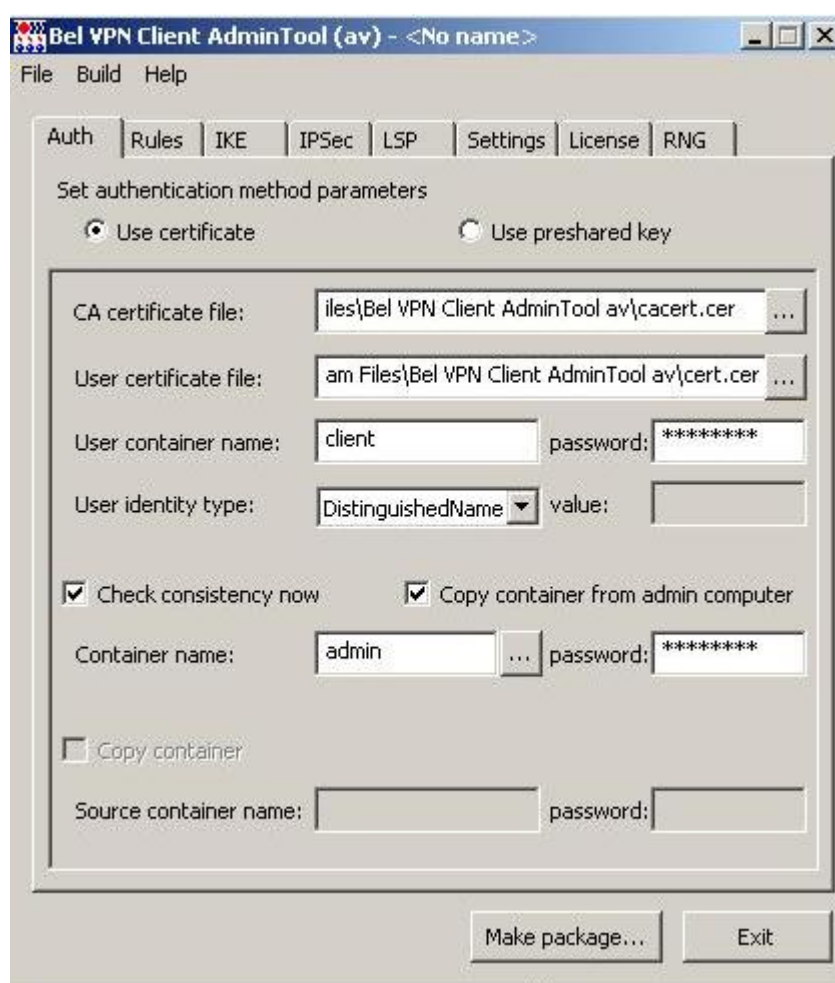 Bel VPN Client AdminTool (av) - <No name>
File Build Help
Auth Rules IKE IPSec LSP Settings License RNG
Set authentication method parameters
Use certificate Use preshared key
CA certificate file: iles\Bel VPN Client AdminTool av\cacert.cer ...
User certificate file: am Files\Bel VPN Client AdminTool av\cert.cer ...
User container name: client password: ********
User identity type: DistinguishedName value:
Check consistency now Copy container from admin computer
Container name: admin ... password: ********
Copy container
Source container name: password:
Make package... Exit